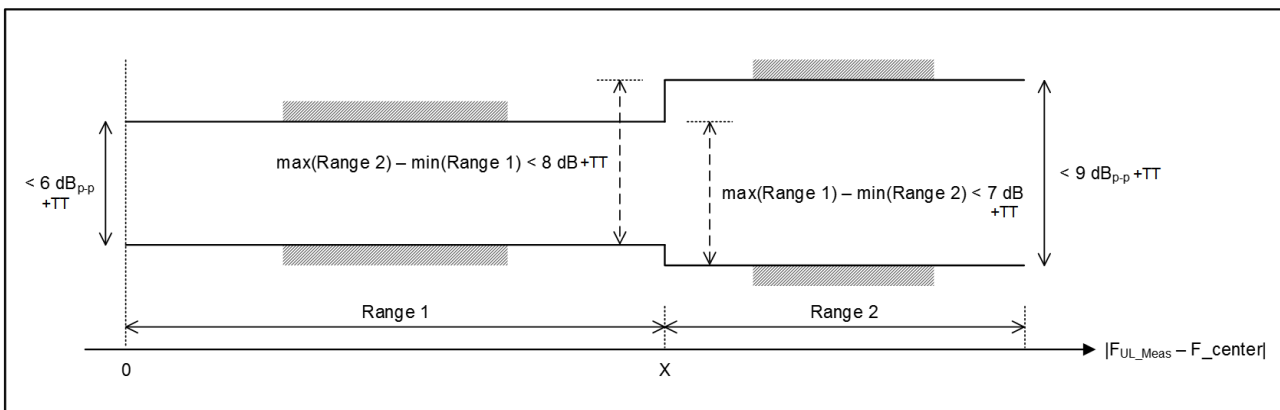 max(Range 2) – min(Range 1) < 8 dB +TT
< 6 dBp-p
+TT
max(Range 1) – min(Range 2) < 7 dB
+TT
< 9 dBp-p +TT
Range 1
Range 2
|FUL_Meas – F_center|
0
X